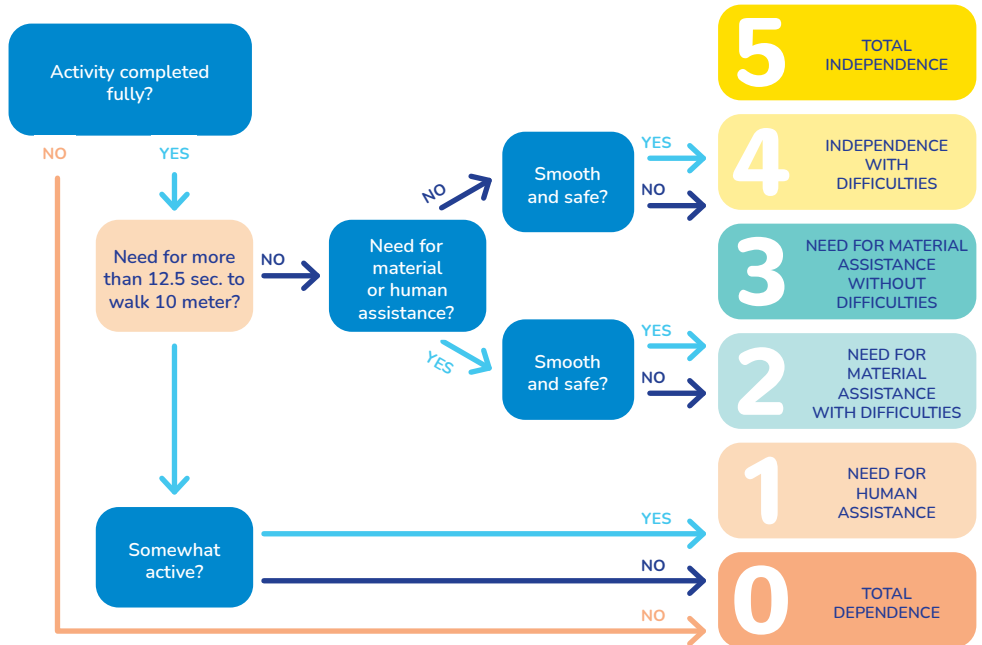 Activity completed
fully?
NO
YES
Need for more
than 12.5 sec. to
walk 10 meter?
NO
Need for
material
or human
assistance?
NO
YES
Smooth
and safe?
YES
NO
Smooth
and safe?
YES
NO
Somewhat
active?
YES
NO
NO
5
TOTAL
INDEPENDENCE
4
INDEPENDENCE
WITH
DIFFICULTIES
3
NEED FOR MATERIAL
ASSISTANCE
WITHOUT
DIFFICULTIES
2
NEED FOR
MATERIAL
ASSISTANCE
WITH DIFFICULTIES
1
NEED FOR
HUMAN
ASSISTANCE
0
TOTAL
DEPENDENCE